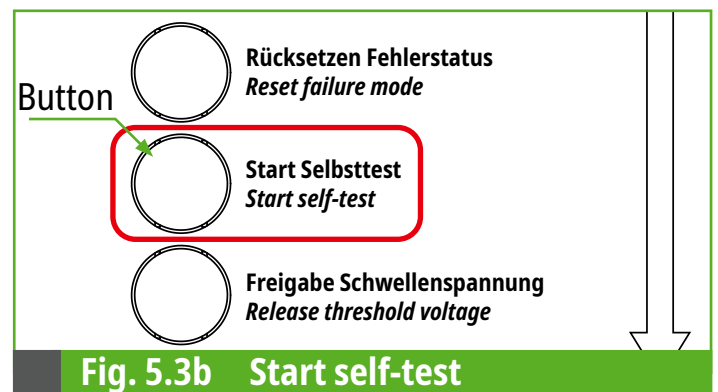 Rücksetzen Fehlerstatus
Reset failure mode
Button
Start Selbsttest
Start self-test
Freigabe Schwellenspannung
Release threshold voltage
Fig. 5.3b Start self-test